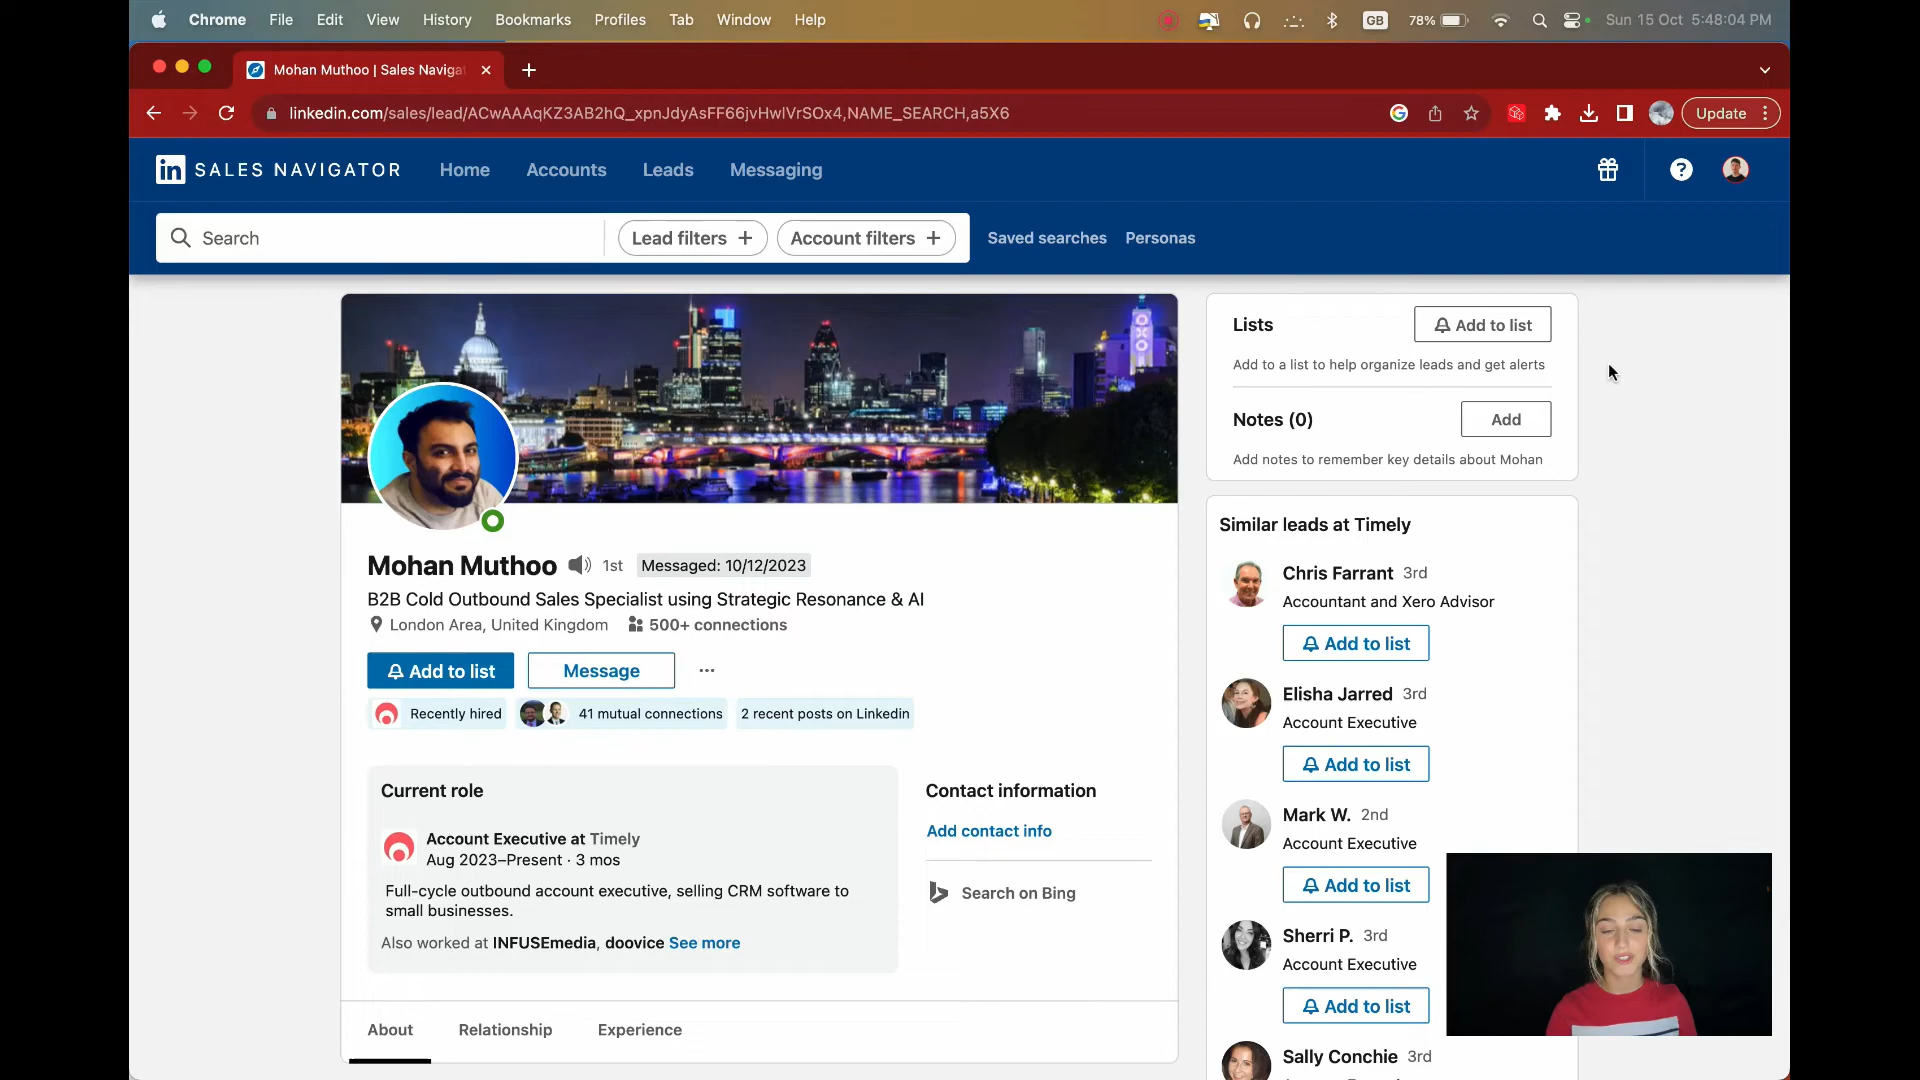 Chrome File Edit View History Bookmarks Profiles Tab Window Help GB 78% Sun 15 Oct 5:48:04 PM
Mohan Muthoo | Sales Naviga
linkedin.com/sales/lead/ACwAAAqKZ3AB2hQ_xpnJdyAsFF66jvHwlVrSOx4,NAME_SEARCH,a5X6 Update
in SALES NAVIGATOR Home Accounts Leads Messaging
Search Lead filters + Account filters + Saved searches Personas
OXO
Mohan Muthoo 1st Messaged: 10/12/2023
B2B Cold Outbound Sales Specialist using Strategic Resonance & AI
London Area, United Kingdom 500+ connections
Add to list Message ...
Recently hired 41 mutual connections 2 recent posts on Linkedin
Current role
Account Executive at Timely
Aug 2023–Present · 3 mos
Full-cycle outbound account executive, selling CRM software to
small businesses.
Also worked at INFUSEmedia, doovice See more
Contact information
Add contact info
Search on Bing
About Relationship Experience
Lists Add to list
Add to a list to help organize leads and get alerts
Notes (0) Add
Add notes to remember key details about Mohan
Similar leads at Timely
Chris Farrant 3rd
Accountant and Xero Advisor
Add to list
Elisha Jarred 3rd
Account Executive
Add to list
Mark W. 2nd
Account Executive
Add to list
Sherri P. 3rd
Account Executive
Add to list
Sally Conchie 3rd